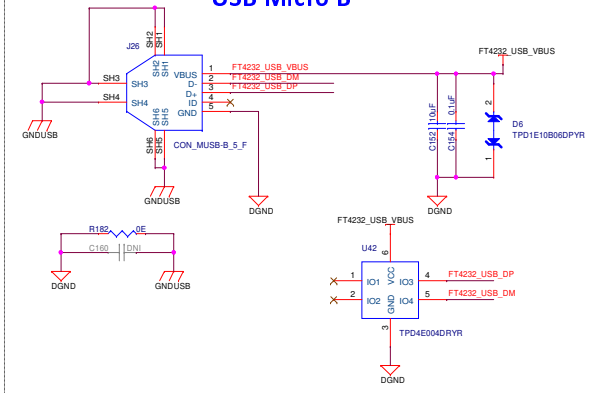 USB Micro B
J26
SH2
SH1
FT4232_USB_VBUS
FT4232_USB_VBUS
SH2
SH1
VBUS
1
FT4232_USB_DM
SH3
SH3
D-
2
FT4232_USB_DP
D+
3
SH4
SH4
ID
4
GND
5
GNDUSB
SH6
SH5
SH6
SH5
CON_MUSB-B_5_F
GNDUSB
DGND
C152
10uF
C154
0.1uF
2
D6
TPD1E10B06DPYR
1
DGND
R182
0E
C160
DNI
DGND
GNDUSB
FT4232_USB_VBUS
U42
6
VCC
1
IO1
IO3
4
FT4232_USB_DP
2
IO2
IO4
5
FT4232_USB_DM
GND
3
TPD4E004DRYR
DGND